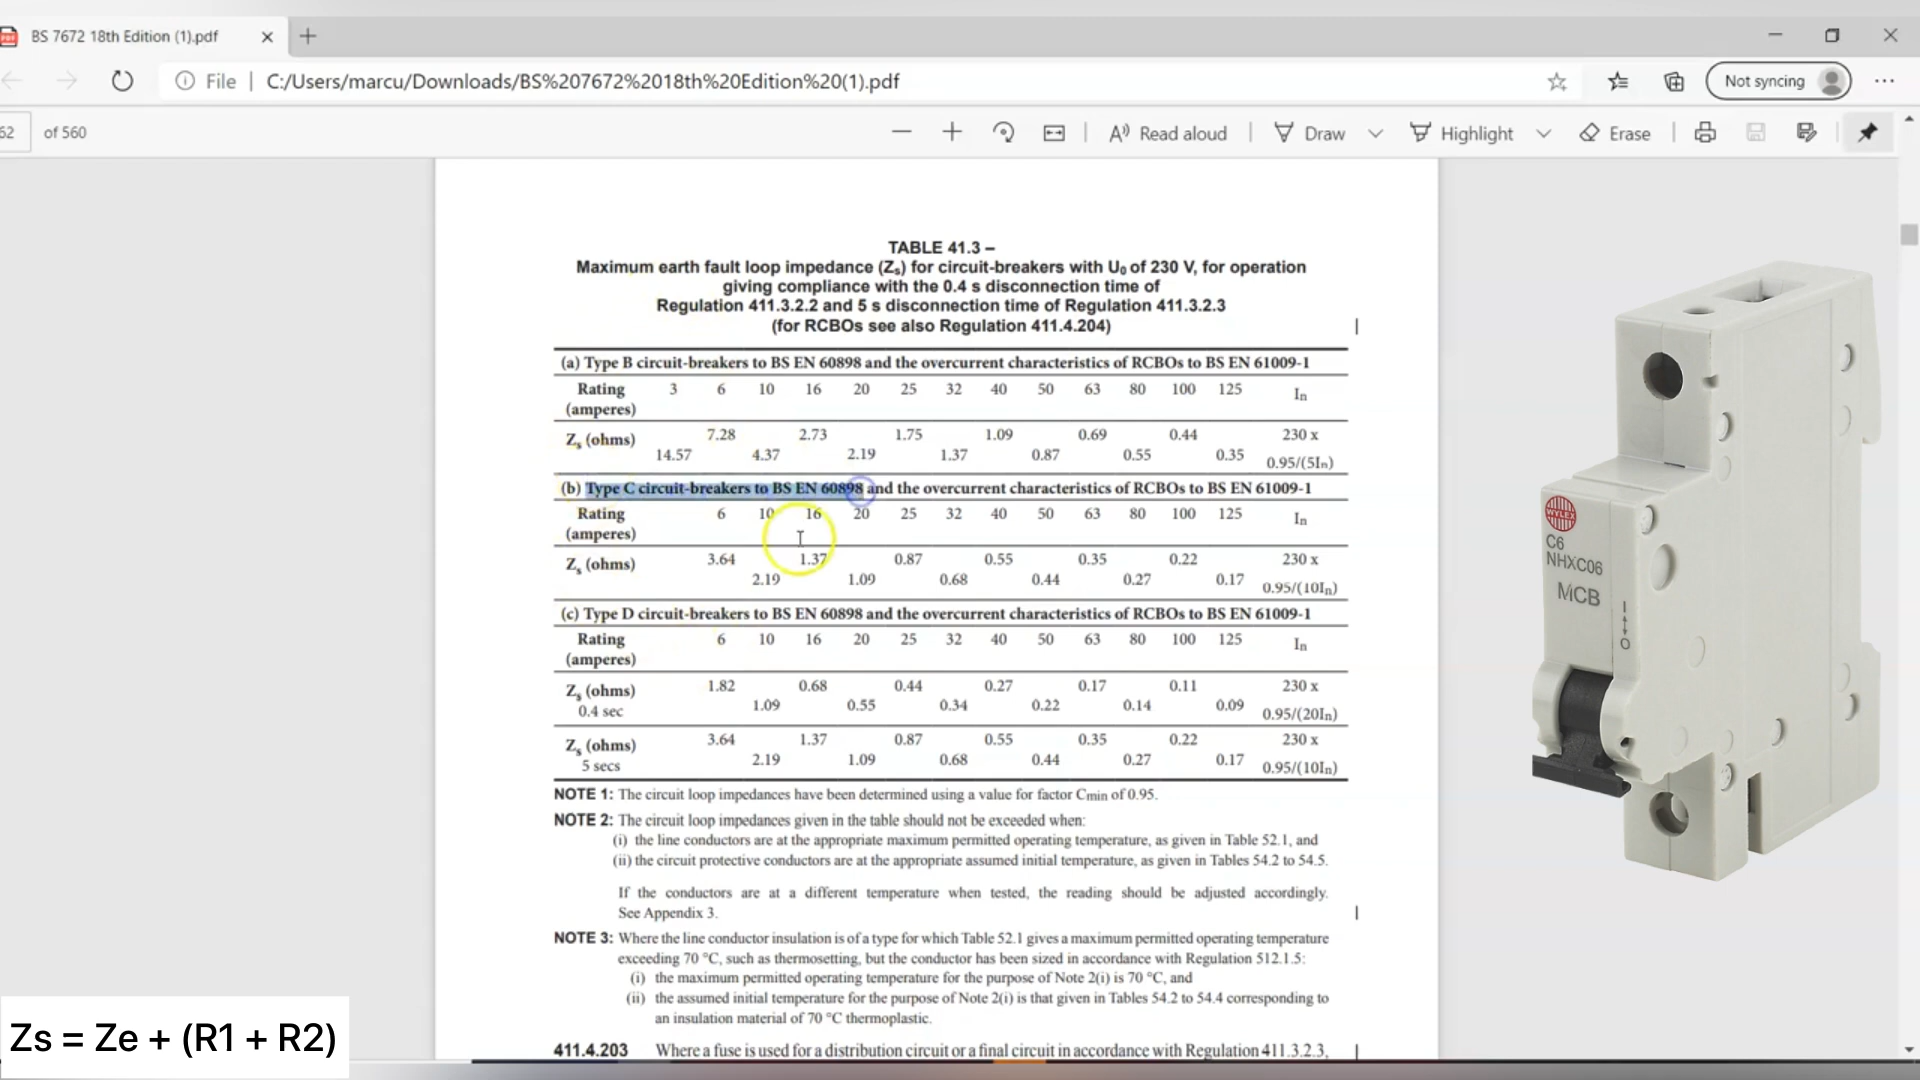 BS 7672 18th Edition (1).pdf
File | C:/Users/marcu/Downloads/BS%207672%2018th%20Edition%20(1).pdf
Not syncing
62 of 560
Read aloud
Draw
Highlight
Erase
TABLE 41.3 –
Maximum earth fault loop impedance (Zs) for circuit-breakers with U0 of 230 V, for operation
giving compliance with the 0.4 s disconnection time of
Regulation 411.3.2.2 and 5 s disconnection time of Regulation 411.3.2.3
(for RCBOs see also Regulation 411.4.204)
(a) Type B circuit-breakers to BS EN 60898 and the overcurrent characteristics of RCBOs to BS EN 61009-1
Rating 3 6 10 16 20 25 32 40 50 63 80 100 125 In
(amperes)
Zs (ohms) 7.28 2.73 1.75 1.09 0.69 0.44 230 x
14.57 4.37 2.19 1.37 0.87 0.55 0.35 0.95/(5In)
(b) Type C circuit-breakers to BS EN 60898 and the overcurrent characteristics of RCBOs to BS EN 61009-1
Rating 6 10 16 20 25 32 40 50 63 80 100 125 In
(amperes)
Zs (ohms) 3.64 1.37 0.87 0.55 0.35 0.22 230 x
2.19 1.09 0.68 0.44 0.27 0.17 0.95/(10In)
(c) Type D circuit-breakers to BS EN 60898 and the overcurrent characteristics of RCBOs to BS EN 61009-1
Rating 6 10 16 20 25 32 40 50 63 80 100 125 In
(amperes)
Zs (ohms) 1.82 0.68 0.44 0.27 0.17 0.11 230 x
0.4 sec 1.09 0.55 0.34 0.22 0.14 0.09 0.95/(20In)
Zs (ohms) 3.64 1.37 0.87 0.55 0.35 0.22 230 x
5 secs 2.19 1.09 0.68 0.44 0.27 0.17 0.95/(10In)
NOTE 1: The circuit loop impedances have been determined using a value for factor Cmin of 0.95.
NOTE 2: The circuit loop impedances given in the table should not be exceeded when:
(i) the line conductors are at the appropriate maximum permitted operating temperature, as given in Table 52.1, and
(ii) the circuit protective conductors are at the appropriate assumed initial temperature, as given in Tables 54.2 to 54.5.
If the conductors are at a different temperature when tested, the reading should be adjusted accordingly.
See Appendix 3.
NOTE 3: Where the line conductor insulation is of a type for which Table 52.1 gives a maximum permitted operating temperature
exceeding 70 °C, such as thermosetting, but the conductor has been sized in accordance with Regulation 512.1.5:
(i) the maximum permitted operating temperature for the purpose of Note 2(i) is 70 °C, and
(ii) the assumed initial temperature for the purpose of Note 2(i) is that given in Tables 54.2 to 54.4 corresponding to
an insulation material of 70 °C thermoplastic.
411.4.203 Where a fuse is used for a distribution circuit or a final circuit in accordance with Regulation 411.3.2.3,
WYLEX
C6
NHXC06
MCB
I
O
Zs = Ze + (R1 + R2)